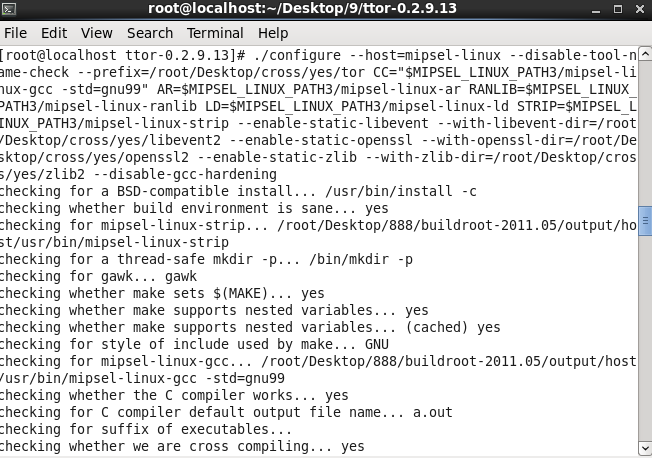 root@localhost:~/Desktop/9/ttor-0.2.9.13
File Edit View Search Terminal Help
[root@localhost ttor-0.2.9.13]# ./configure --host=mipsel-linux --disable-tool-n
ame-check --prefix=/root/Desktop/cross/yes/tor CC="$MIPSEL_LINUX_PATH3/mipsel-li
nux-gcc -std=gnu99" AR=$MIPSEL_LINUX_PATH3/mipsel-linux-ar RANLIB=$MIPSEL_LINUX_
PATH3/mipsel-linux-ranlib LD=$MIPSEL_LINUX_PATH3/mipsel-linux-ld STRIP=$MIPSEL_L
INUX_PATH3/mipsel-linux-strip --enable-static-libevent --with-libevent-dir=/root
/Desktop/cross/yes/libevent2 --enable-static-openssl --with-openssl-dir=/root/De
sktop/cross/yes/openssl2 --enable-static-zlib --with-zlib-dir=/root/Desktop/cros
s/yes/zlib2 --disable-gcc-hardening
checking for a BSD-compatible install... /usr/bin/install -c
checking whether build environment is sane... yes
checking for mipsel-linux-strip... /root/Desktop/888/buildroot-2011.05/output/ho
st/usr/bin/mipsel-linux-strip
checking for a thread-safe mkdir -p... /bin/mkdir -p
checking for gawk... gawk
checking whether make sets $(MAKE)... yes
checking whether make supports nested variables... yes
checking whether make supports nested variables... (cached) yes
checking for style of include used by make... GNU
checking for mipsel-linux-gcc... /root/Desktop/888/buildroot-2011.05/output/host
/usr/bin/mipsel-linux-gcc -std=gnu99
checking whether the C compiler works... yes
checking for C compiler default output file name... a.out
checking for suffix of executables...
checking whether we are cross compiling... yes